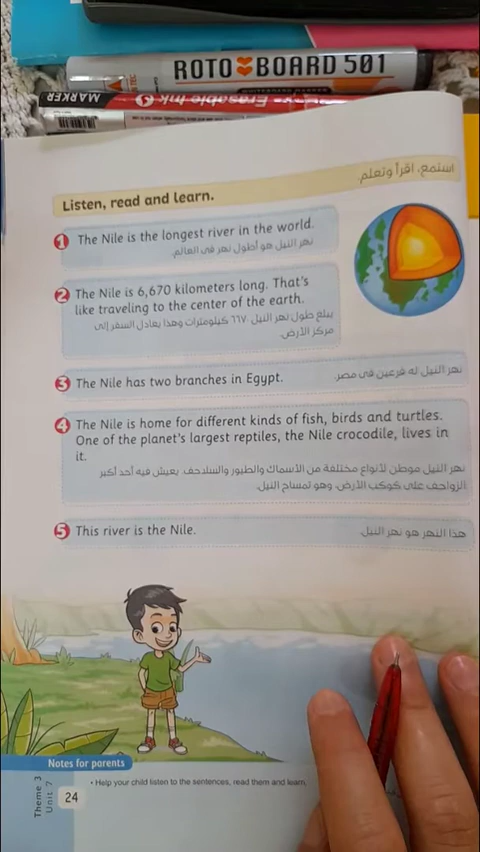 ROTO BOARD 501
MARKER Erasable Ink
استمع، اقرأ وتعلم.
Listen, read and learn.
1 The Nile is the longest river in the world.
نهر النيل هو أطول نهر فى العالم.
2 The Nile is 6,670 kilometers long. That's
like traveling to the center of the earth.
يبلغ طول نهر النيل ٦٦٧٠ كيلومترات وهذا يعادل السفر إلى
مركز الأرض.
3 The Nile has two branches in Egypt.
نهر النيل له فرعين فى مصر.
4 The Nile is home for different kinds of fish, birds and turtles.
One of the planet's largest reptiles, the Nile crocodile, lives in
it.
نهر النيل موطن لأنواع مختلفة من الأسماك والطيور والسلاحف. يعيش فيه أحد أكبر
الزواحف على كوكب الأرض، وهو تمساح النيل.
5 This river is the Nile.
هذا النهر هو نهر النيل.
Notes for parents
• Help your child listen to the sentences, read them and learn.
Theme 3
Unit 7
24